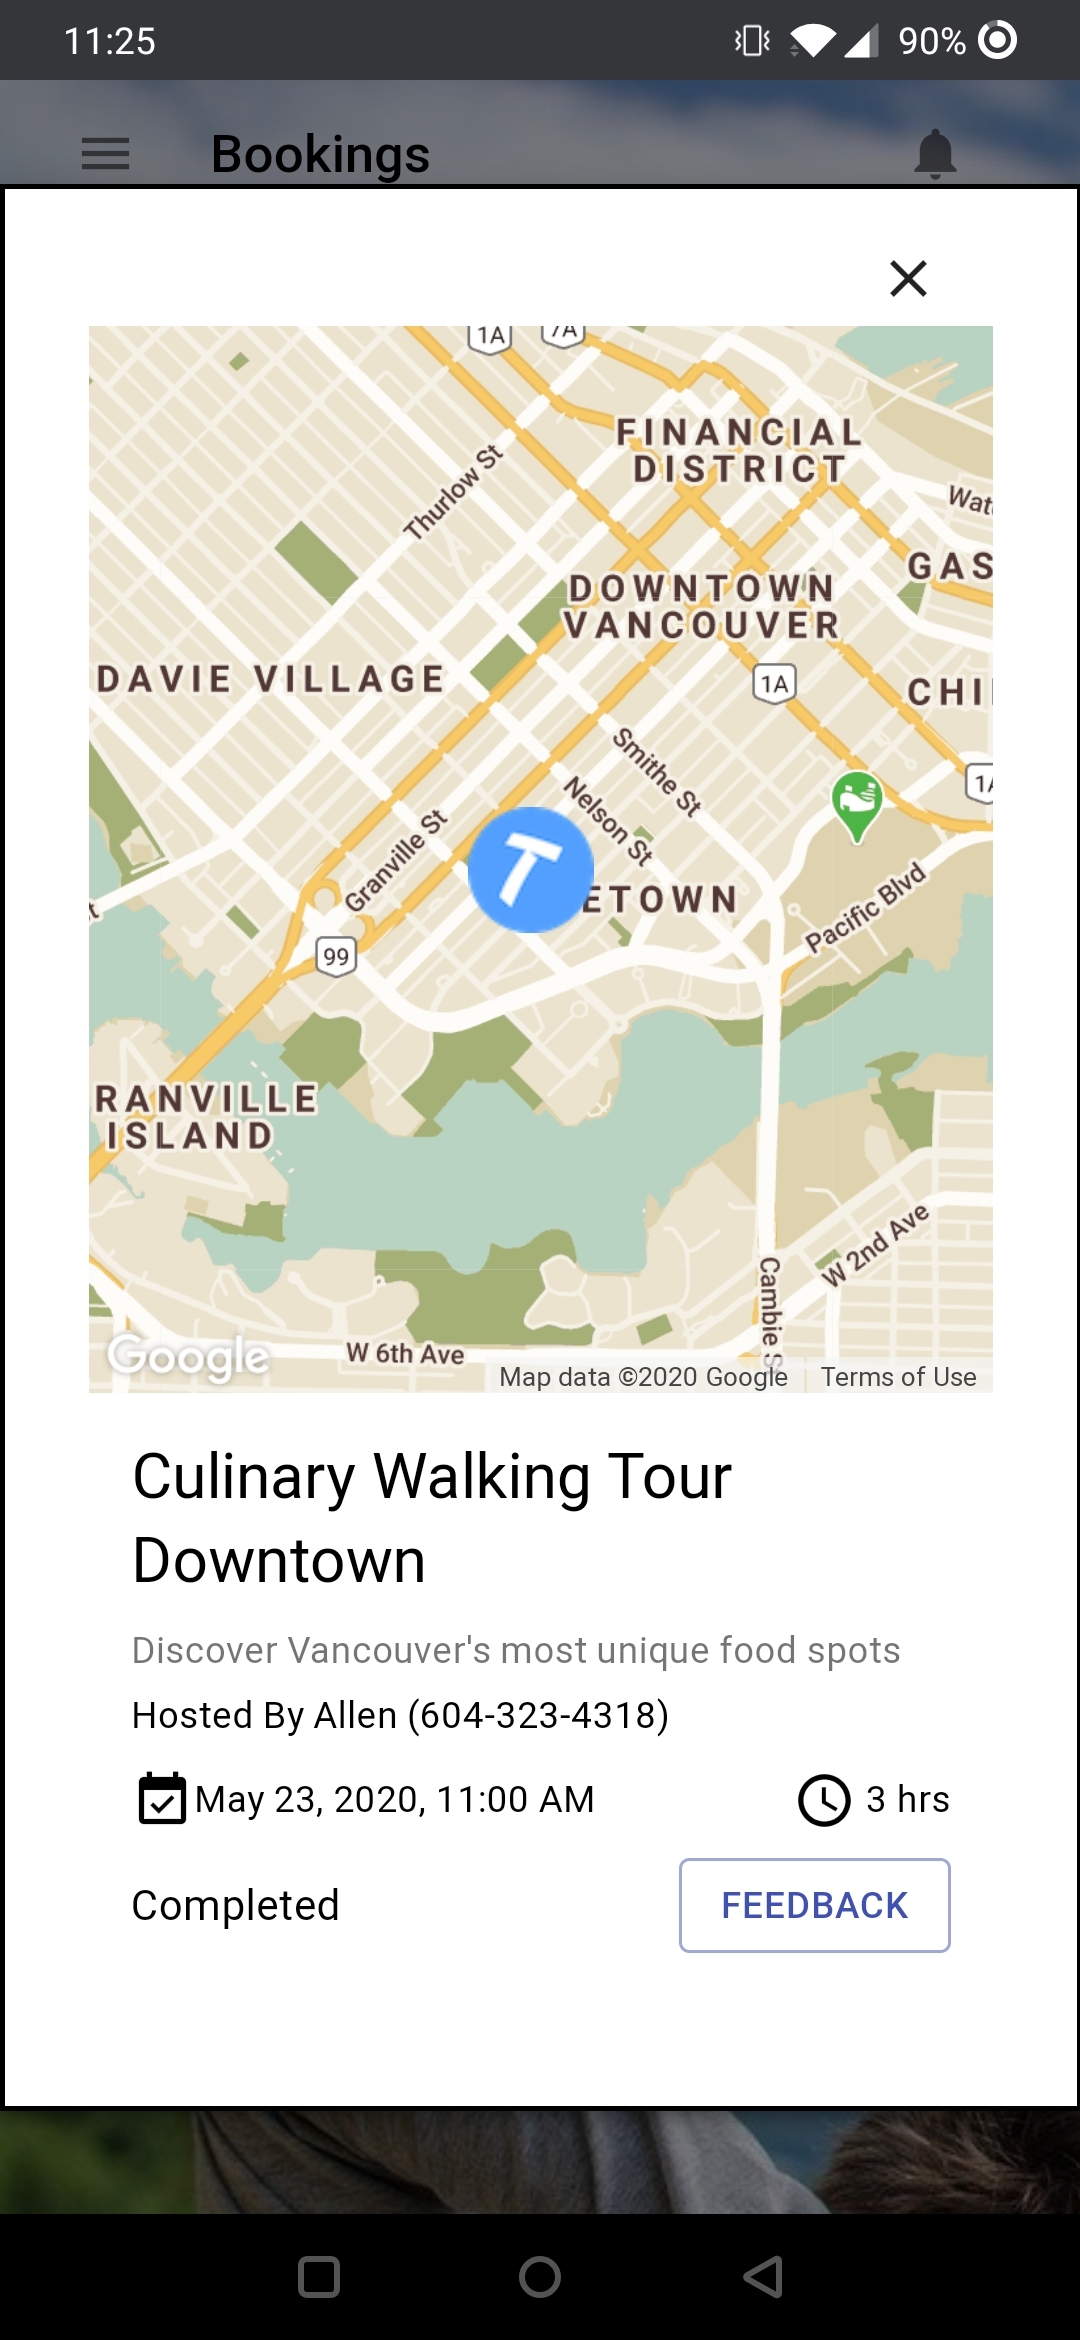 11:25
90%
Bookings
1A
7A
FINANCIAL
DISTRICT
Thurlow St
Wat
GAS
DOWNTOWN
VANCOUVER
DAVIE VILLAGE
1A
CHI
Smithe St
Nelson St
1A
Granville St
T
ETOWN
Pacific Blvd
99
RANVILLE
ISLAND
W 2nd Ave
Cambie S
Google
W 6th Ave
Map data ©2020 Google
Terms of Use
Culinary Walking Tour
Downtown
Discover Vancouver's most unique food spots
Hosted By Allen (604-323-4318)
May 23, 2020, 11:00 AM
3 hrs
Completed
FEEDBACK